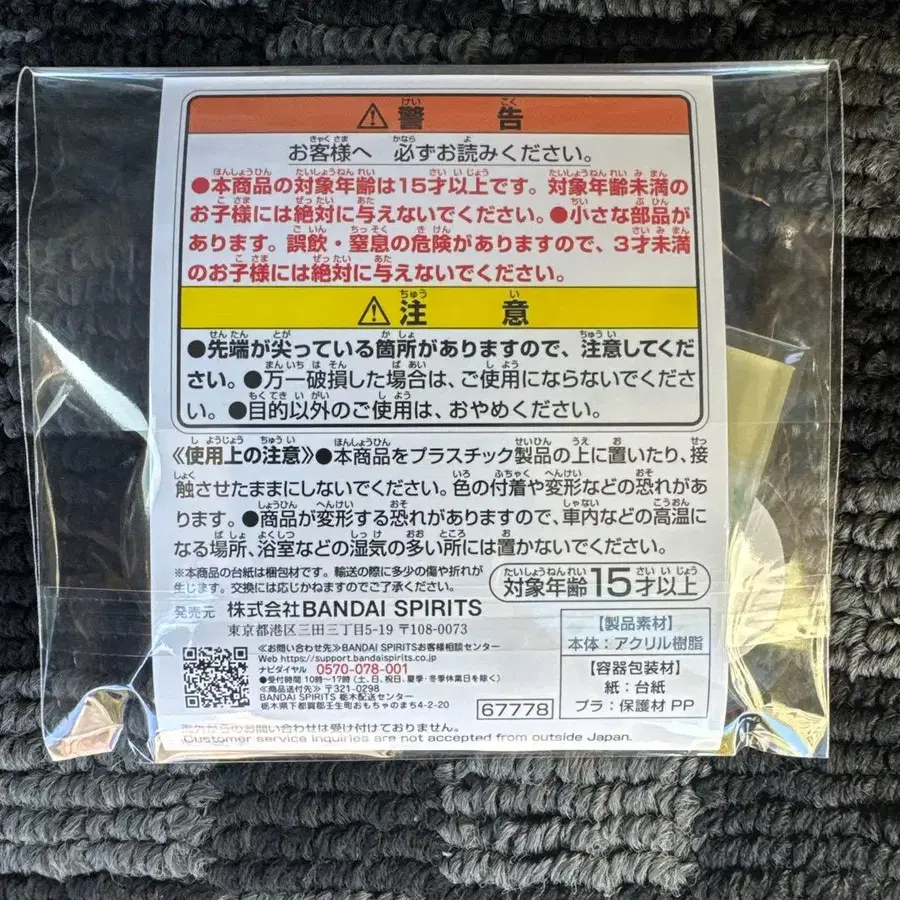 ⚠警告
お客様へ 必ずお読みください。
●本商品の対象年齢は15才以上です。対象年齢未満の
お子様には絶対に与えないでください。●小さな部品が
あります。誤飲・窒息の危険がありますので、3才未満
のお子様には絶対に与えないでください。
⚠注意
●先端が尖っている箇所がありますので、注意してくだ
さい。●万一破損した場合は、ご使用にならないでくださ
い。●目的以外のご使用は、おやめください。
《使用上の注意》●本商品をプラスチック製品の上に置いたり、接
触させたままにしないでください。色の付着や変形などの恐れがあ
ります。●商品が変形する恐れがありますので、車内などの高温に
なる場所、浴室などの湿気の多い所には置かないでください。
※本商品の台紙は梱包材です。輸送の際に多少の傷や折れが
生じます。交換には応じかねますのでご了承ください。
対象年齢15才以上
発売元 株式会社BANDAI SPIRITS
東京都港区三田三丁目5-19 〒108-0073
≪お問い合わせ先≫BANDAI SPIRITSお客様相談センター
Web https://support.bandaispirits.co.jp
ナビダイヤル 0570-078-001
●受付時間 10時～17時(土、日、祝日、夏季・冬季休業日を除く)
≪商品送付先≫ 〒321-0298
BANDAI SPIRITS 栃木配送センター
栃木県下都賀郡壬生町おもちゃのまち4-2-20
67778
【製品素材】
本体:アクリル樹脂
【容器包装材】
紙:台紙
プラ:保護材 PP
海外からのお問い合わせは受け付けておりません。
Customer service inquiries are not accepted from outside Japan.